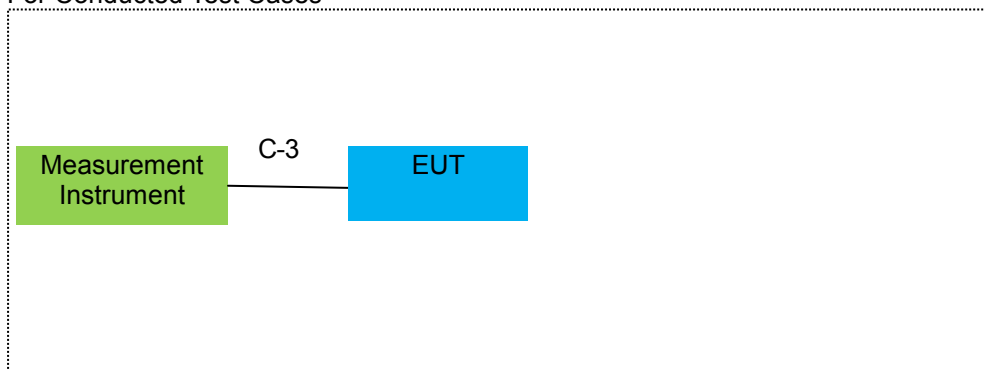 For Conducted Test Cases
C-3
Measurement
Instrument
EUT